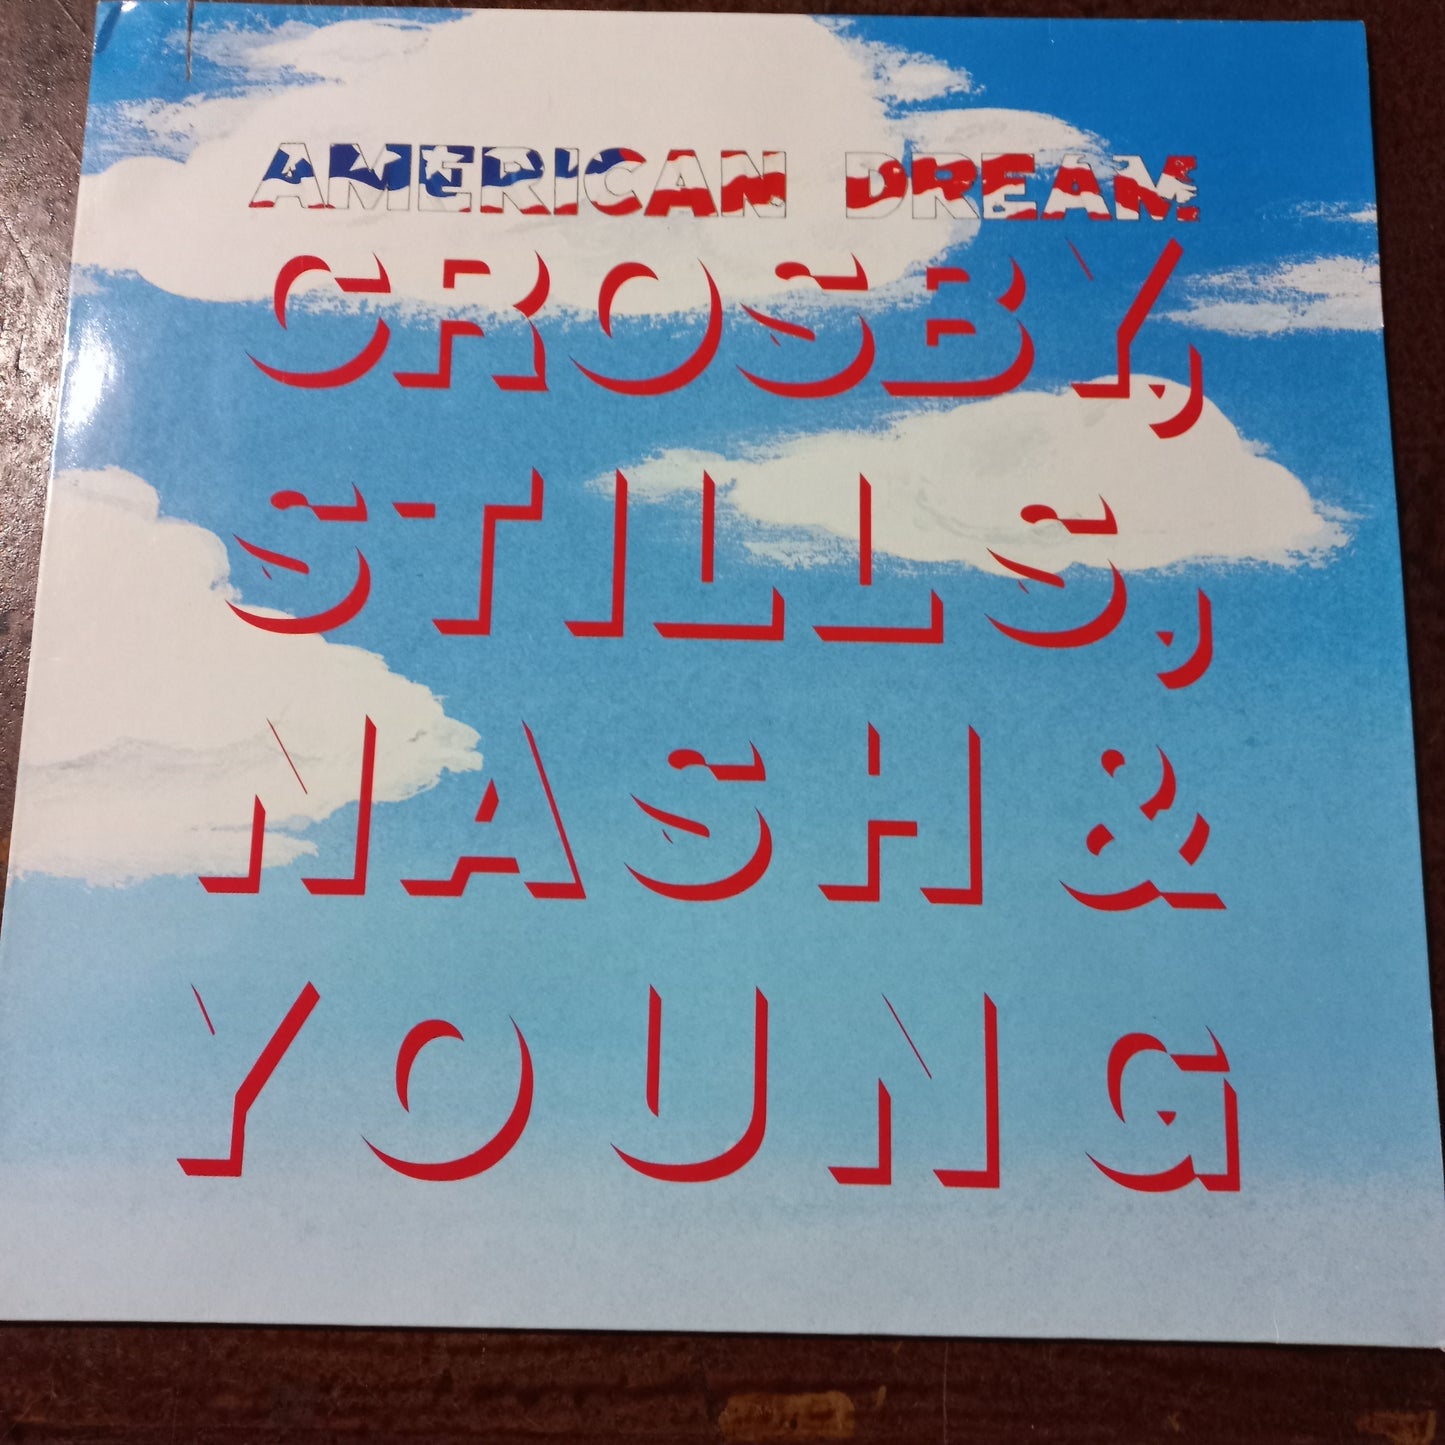 AMERICAN DREAM
CROSBY,
STILLS,
NASH &
YOUNG